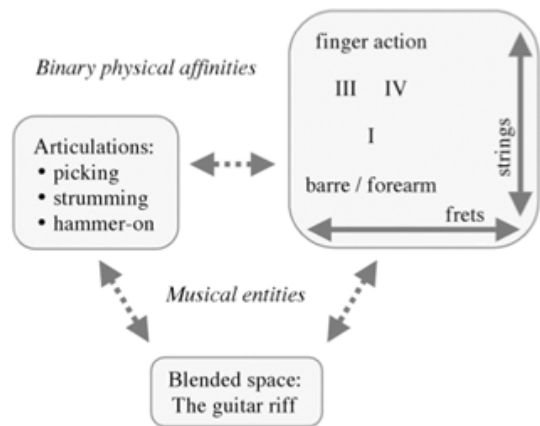 Binary physical affinities
finger action
III IV
I
barre / forearm
strings
frets
Articulations:
• picking
• strumming
• hammer-on
Musical entities
Blended space:
The guitar riff